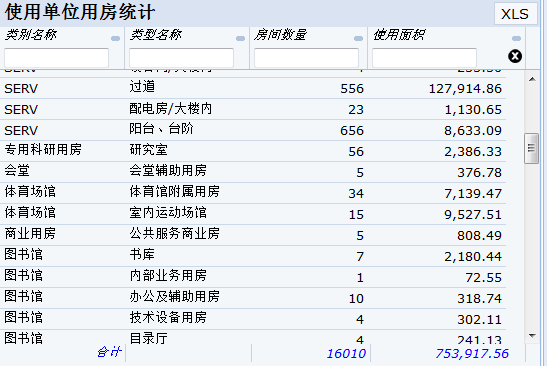 使用单位用房统计 XLS
类别名称 类型名称 房间数量 使用面积
SERV 过道 556 127,914.86
SERV 配电房/大楼内 23 1,130.65
SERV 阳台、台阶 656 8,633.09
专用科研用房 研究室 56 2,386.33
会堂 会堂辅助用房 5 376.78
体育场馆 体育馆附属用房 34 7,139.47
体育场馆 室内运动场馆 15 9,527.51
商业用房 公共服务商业房 5 808.49
图书馆 书库 7 2,180.44
图书馆 内部业务用房 1 72.55
图书馆 办公及辅助用房 10 318.74
图书馆 技术设备用房 4 302.11
图书馆 目录厅 4 241.13
合计 16010 753,917.56